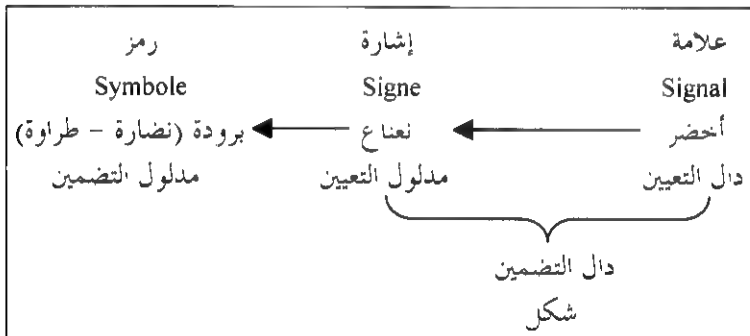 علامة إشارة رمز
Signal Signe Symbole
أخضر نعناع برودة (نضارة - طراوة)
دال التعيين مدلول التعيين مدلول التضمين
دال التضمين
شكل